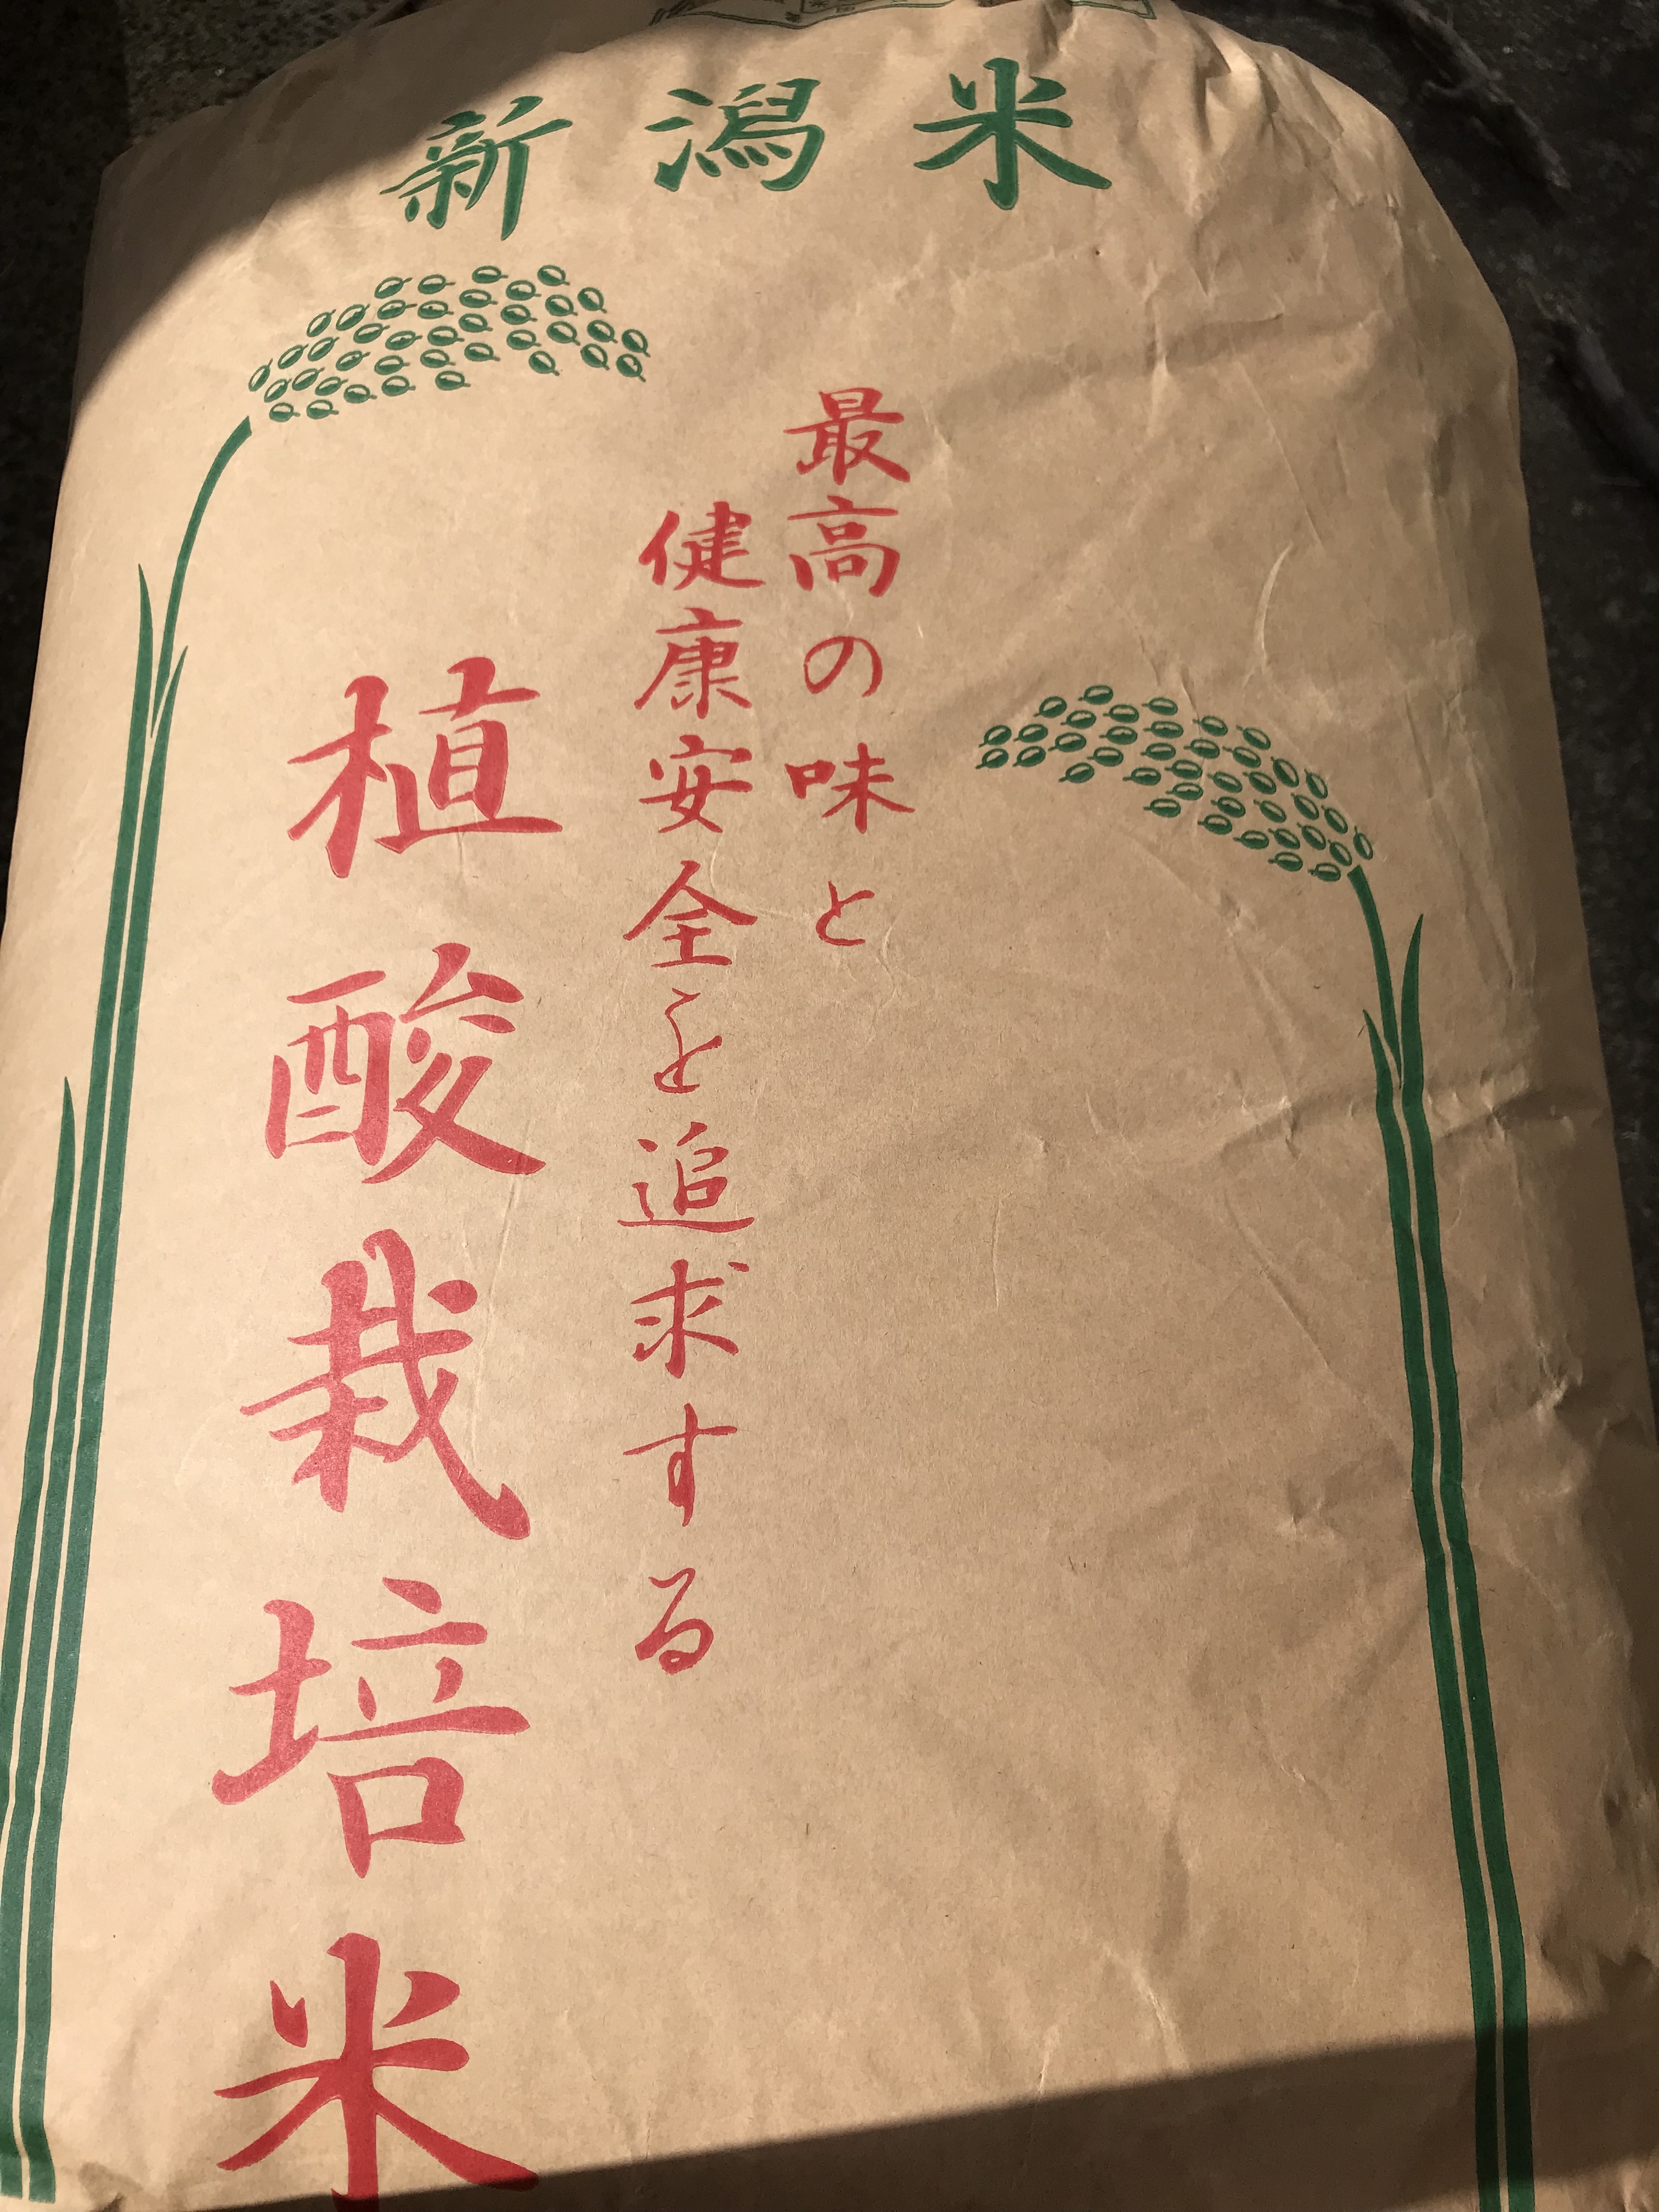 新潟米
最高の味と
健康安全を追求する
植酸栽培米